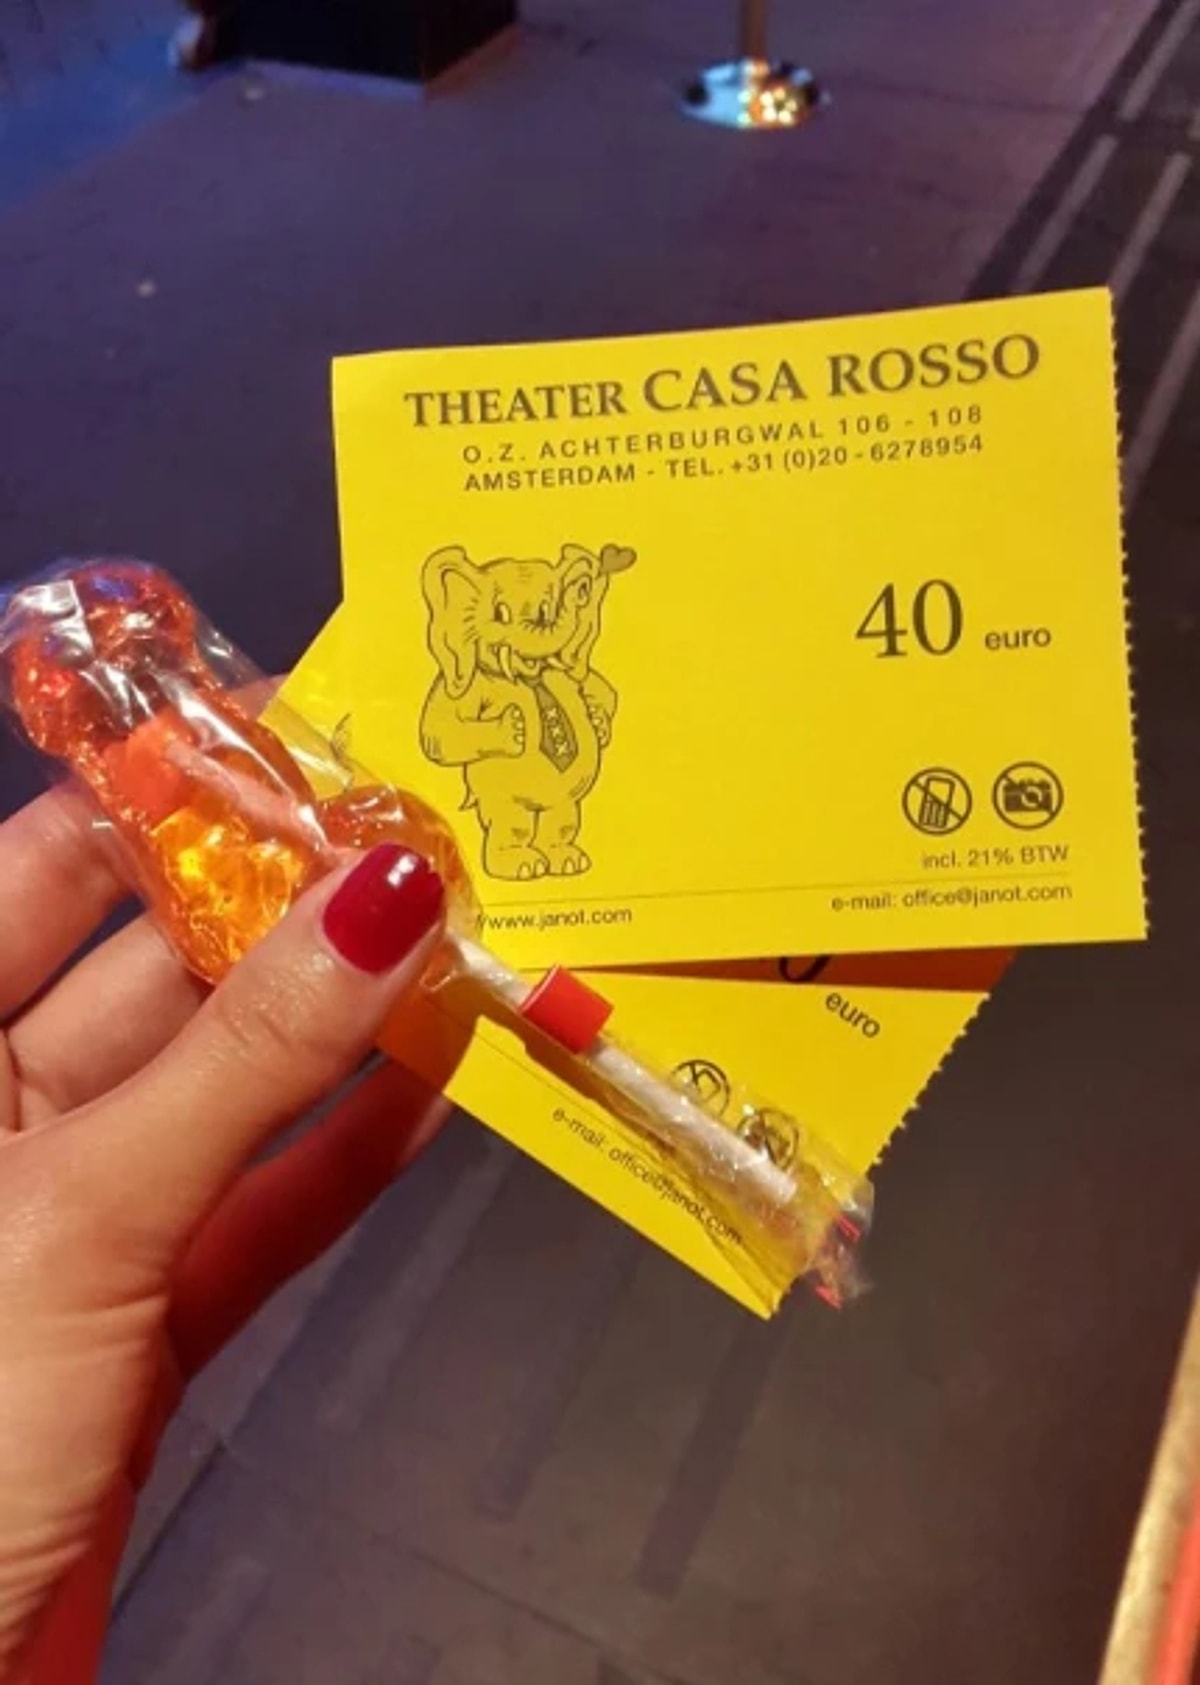 THEATER CASA ROSSO
O.Z. ACHTERBURGWAL 106 - 108
AMSTERDAM - TEL. +31 (0)20 - 6278954
XXX
40 euro
incl. 21% BTW
/www.janot.com
e-mail: office@janot.com
0 euro
e-mail: office@janot.com